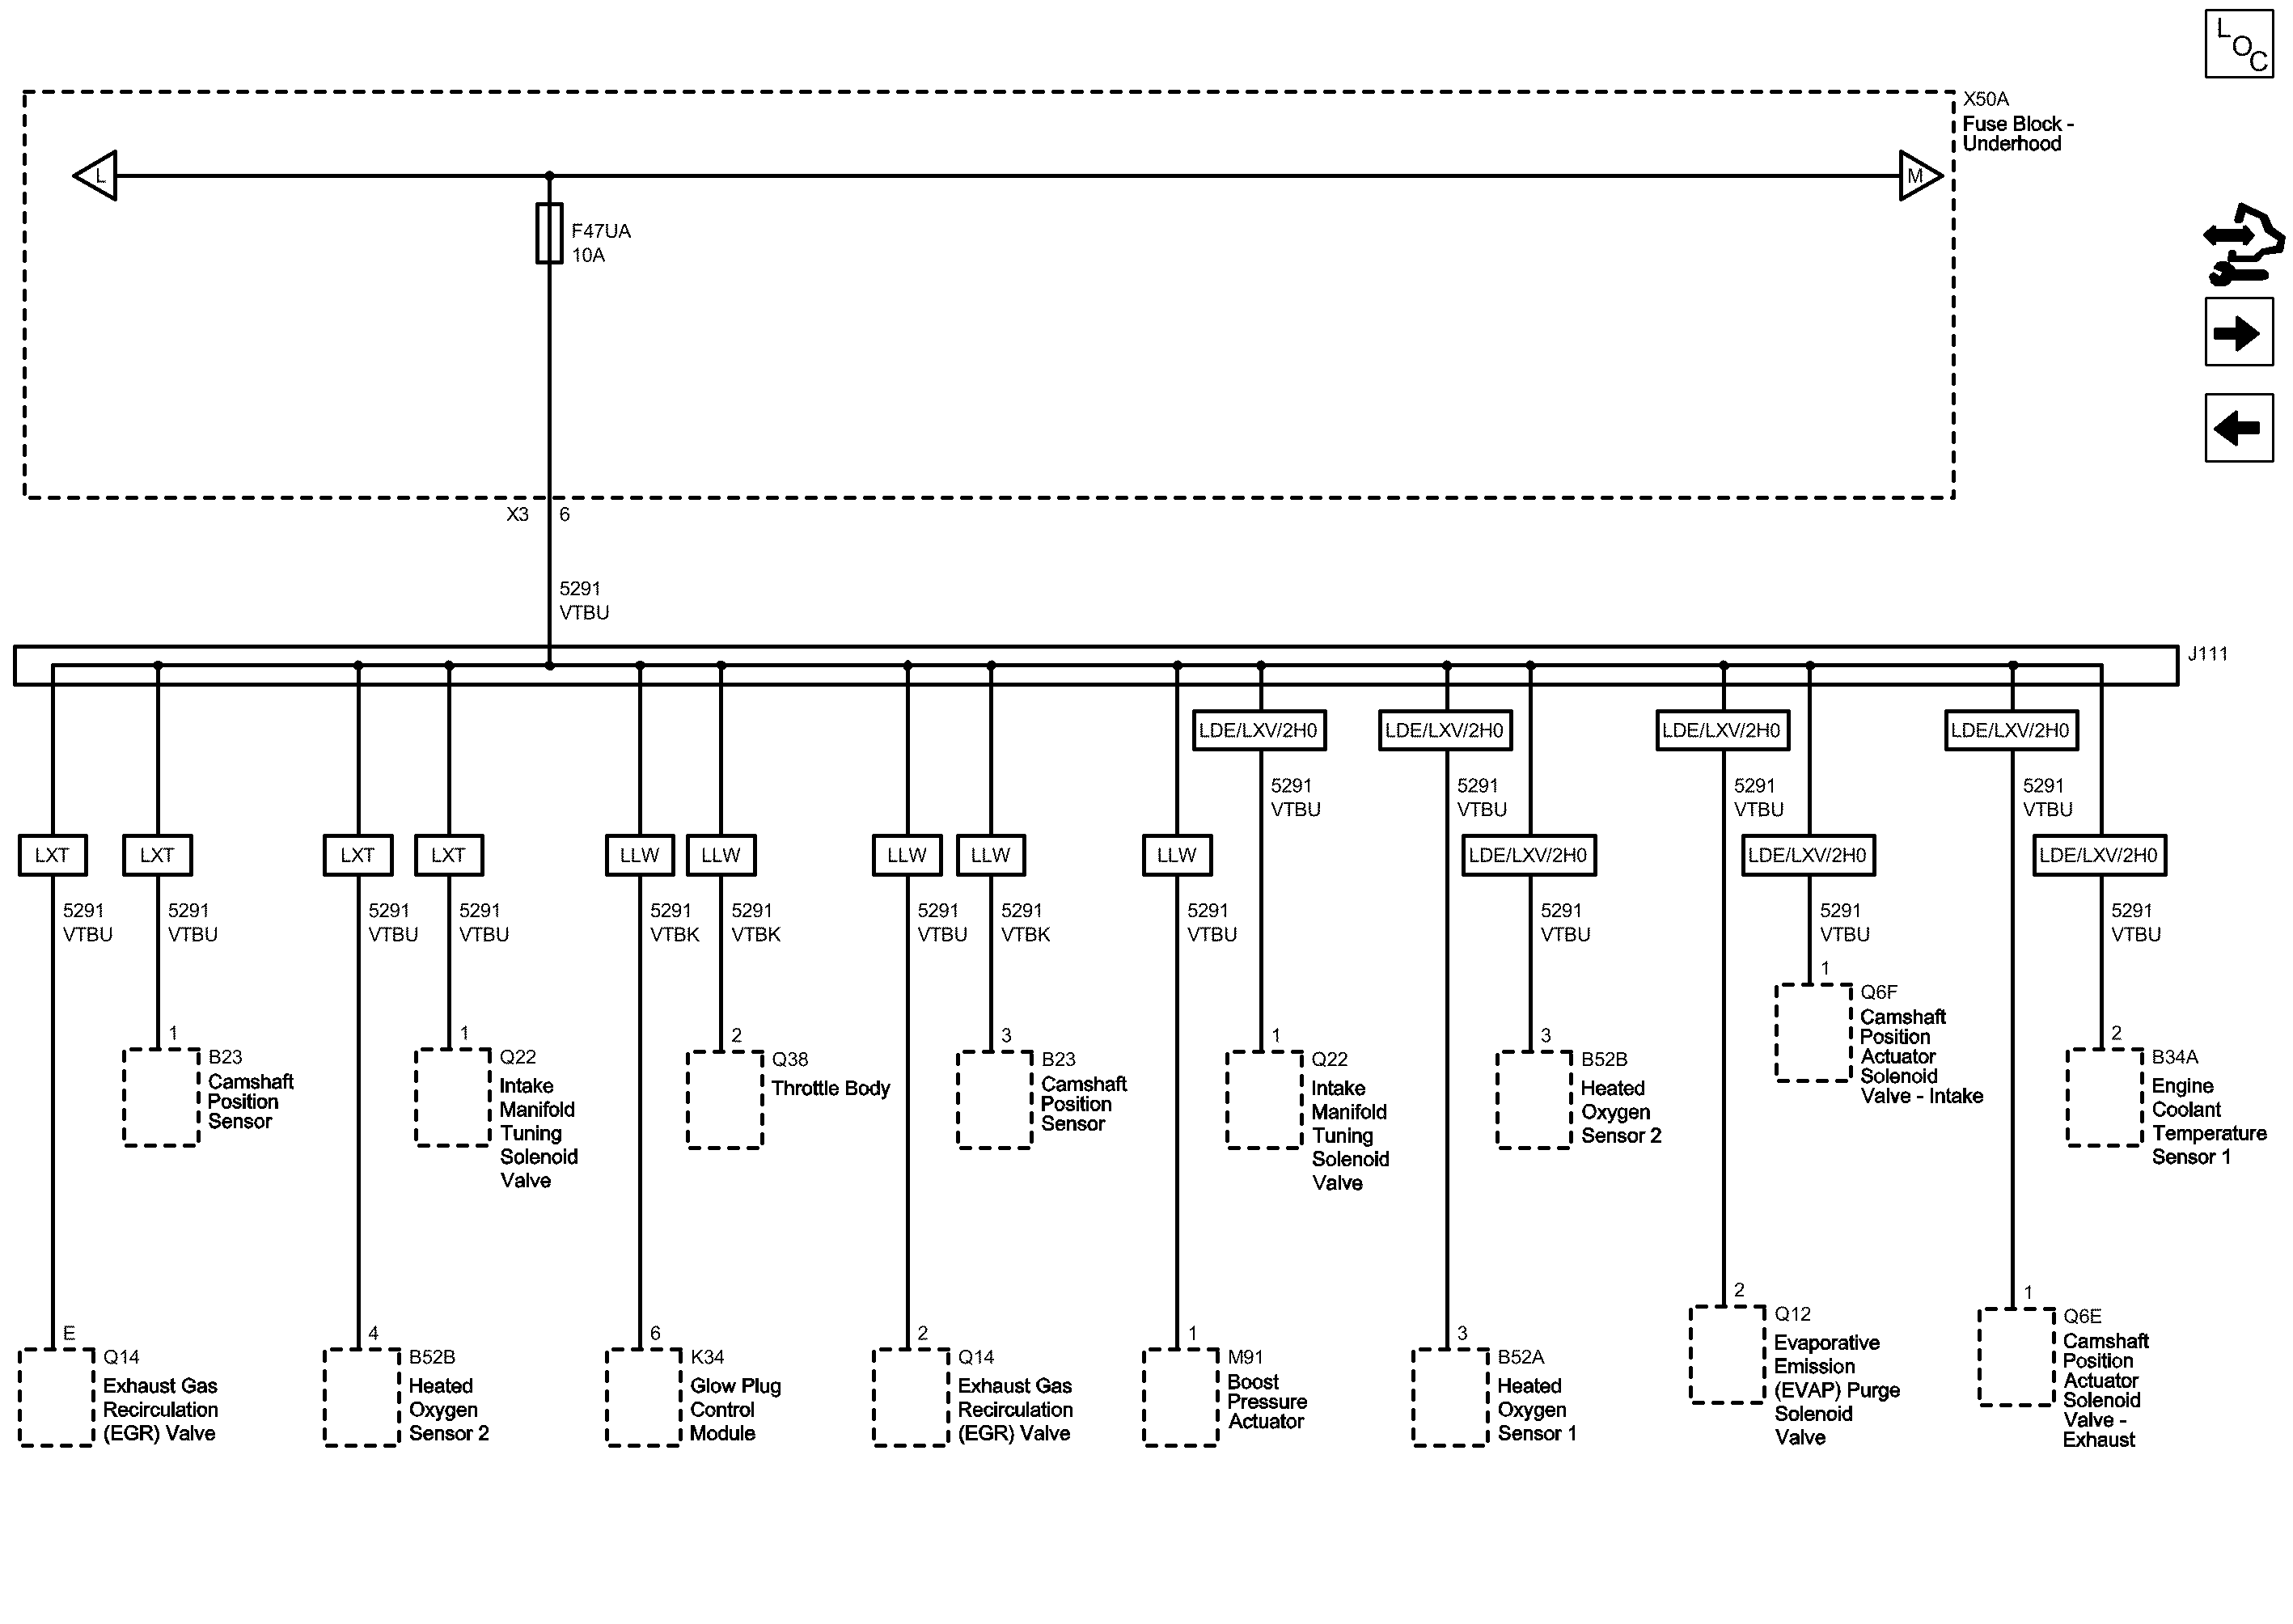 L
O
C
X50A
Fuse Block -
Underhood
L
M
F47UA
10A
X3
6
5291
VTBU
J111
LDE/LXV/2H0
LDE/LXV/2H0
LDE/LXV/2H0
LDE/LXV/2H0
5291
VTBU
5291
VTBU
5291
VTBU
5291
VTBU
LXT
LXT
LXT
LXT
LLW
LLW
LLW
LLW
LLW
LDE/LXV/2H0
LDE/LXV/2H0
LDE/LXV/2H0
5291
VTBU
5291
VTBU
5291
VTBU
5291
VTBU
5291
VTBK
5291
VTBK
5291
VTBU
5291
VTBK
5291
VTBU
5291
VTBU
5291
VTBU
5291
VTBU
1
B23
Camshaft
Position
Sensor
1
Q22
Intake
Manifold
Tuning
Solenoid
Valve
2
Q38
Throttle Body
3
B23
Camshaft
Position
Sensor
1
Q22
Intake
Manifold
Tuning
Solenoid
Valve
3
B52B
Heated
Oxygen
Sensor 2
1
Q6F
Camshaft
Position
Actuator
Solenoid
Valve - Intake
2
B34A
Engine
Coolant
Temperature
Sensor 1
E
Q14
Exhaust Gas
Recirculation
(EGR) Valve
4
B52B
Heated
Oxygen
Sensor 2
6
K34
Glow Plug
Control
Module
2
Q14
Exhaust Gas
Recirculation
(EGR) Valve
1
M91
Boost
Pressure
Actuator
3
B52A
Heated
Oxygen
Sensor 1
2
Q12
Evaporative
Emission
(EVAP) Purge
Solenoid
Valve
1
Q6E
Camshaft
Position
Actuator
Solenoid
Valve -
Exhaust